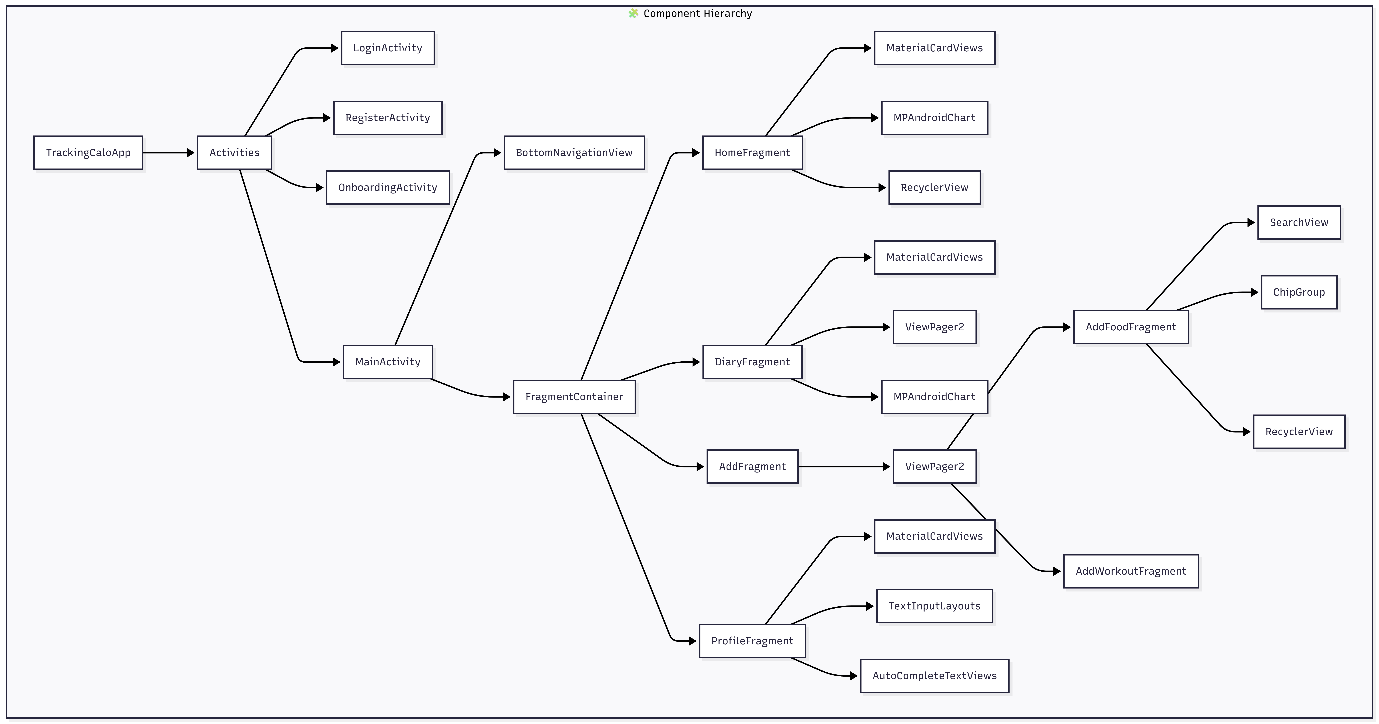 Component Hierarchy
LoginActivity
MaterialCardViews
RegisterActivity
MPAndroidChart
TrackingCaloApp
Activities
BottomNavigationView
HomeFragment
OnboardingActivity
RecyclerView
SearchView
MaterialCardViews
ChipGroup
ViewPager2
AddFoodFragment
MainActivity
DiaryFragment
FragmentContainer
MPAndroidChart
RecyclerView
AddFragment
ViewPager2
MaterialCardViews
AddWorkoutFragment
TextInputLayouts
ProfileFragment
AutoCompleteTextViews